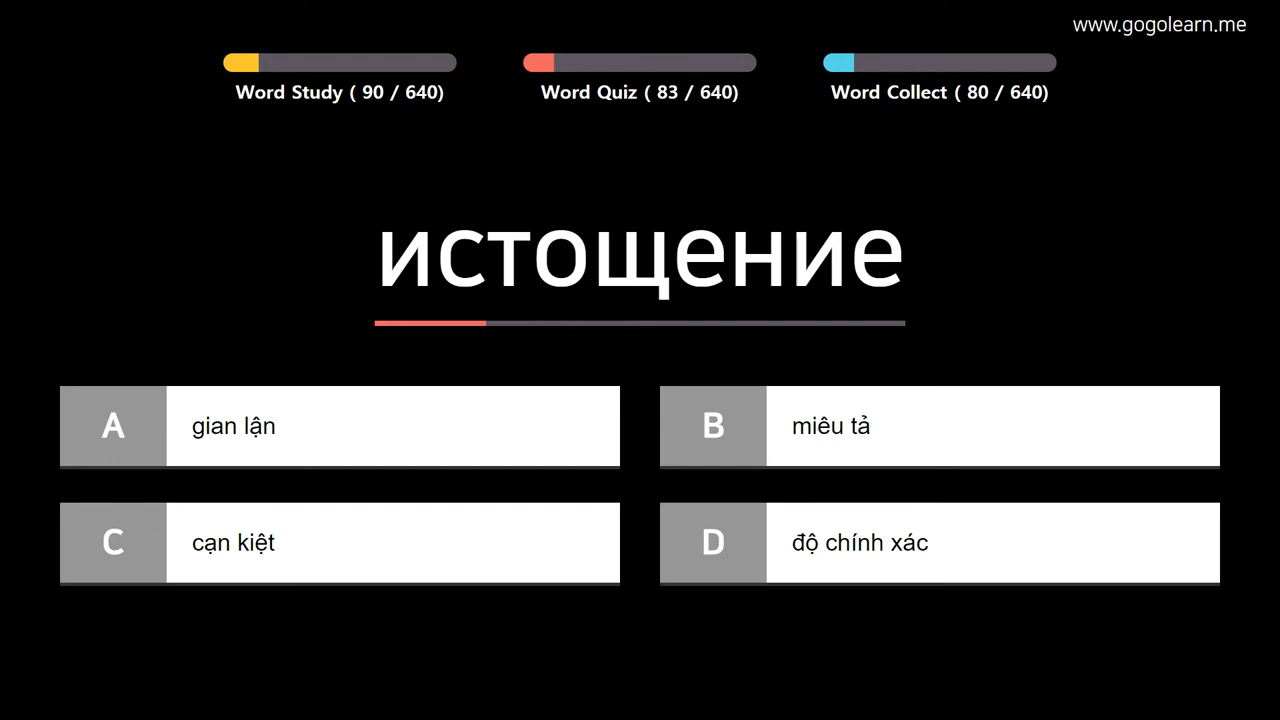 www.gogolearn.me
Word Study ( 90 / 640)
Word Quiz ( 83 / 640)
Word Collect ( 80 / 640)
истощение
A gian lận
B miêu tả
C cạn kiệt
D độ chính xác